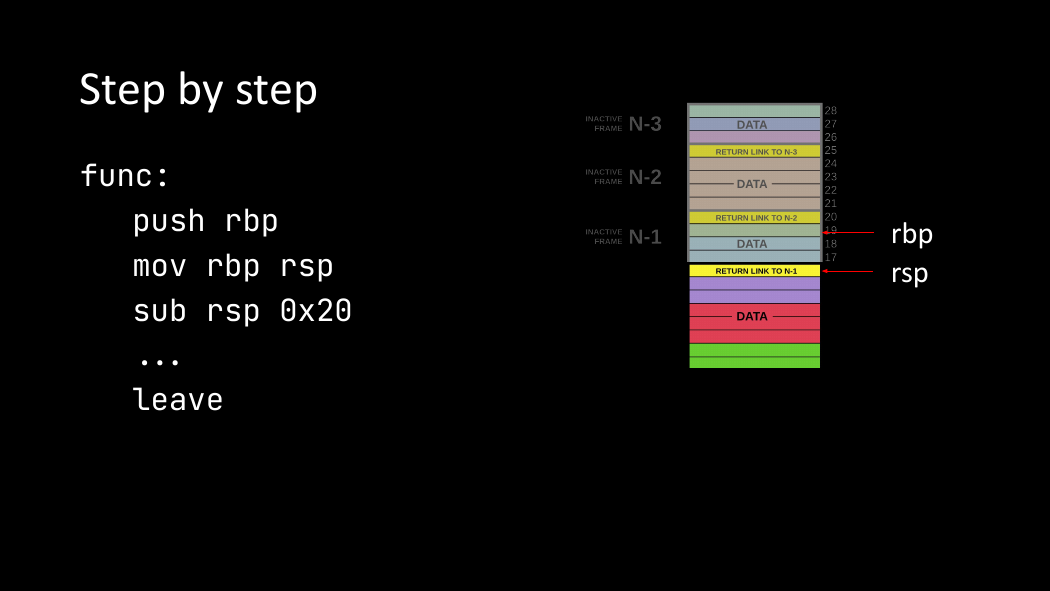 Step by step
func:
push rbp
mov rbp rsp
sub rsp 0x20
...
leave
INACTIVE
FRAME
N-3
INACTIVE
FRAME
N-2
INACTIVE
FRAME
N-1
DATA
RETURN LINK TO N-3
DATA
RETURN LINK TO N-2
DATA
RETURN LINK TO N-1
DATA
28
27
26
25
24
23
22
21
20
19
18
17
rbp
rsp